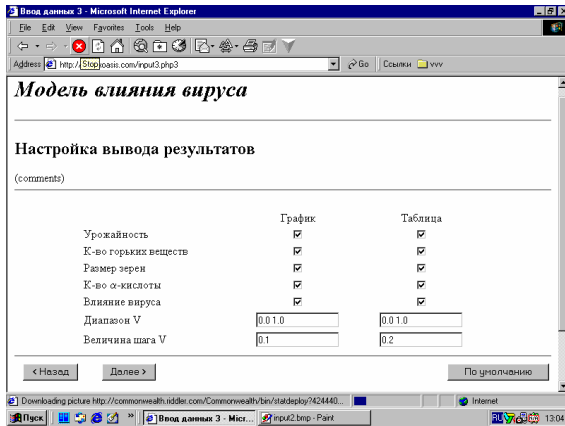 Ввод данных 3 - Microsoft Internet Explorer
File Edit View Favorites Tools Help
Address http:/ Stop oasis.com/input3.php3 Go Ссылки vvv
Модель влияния вируса
Настройка вывода результатов
(comments)
График Таблица
Урожайность
К-во горьких веществ
Размер зерен
К-во α-кислоты
Влияние вируса
Диапазон V 0.0 1.0 0.0 1.0
Величина шага V 0.1 0.2
< Назад Далее > По умолчанию
Downloading picture http://commonwealth.riddler.com/Commonwealth/bin/statdeploy?424440... Internet
Пуск » Ввод данных 3 - Micr... input2.bmp - Paint RU 13:04